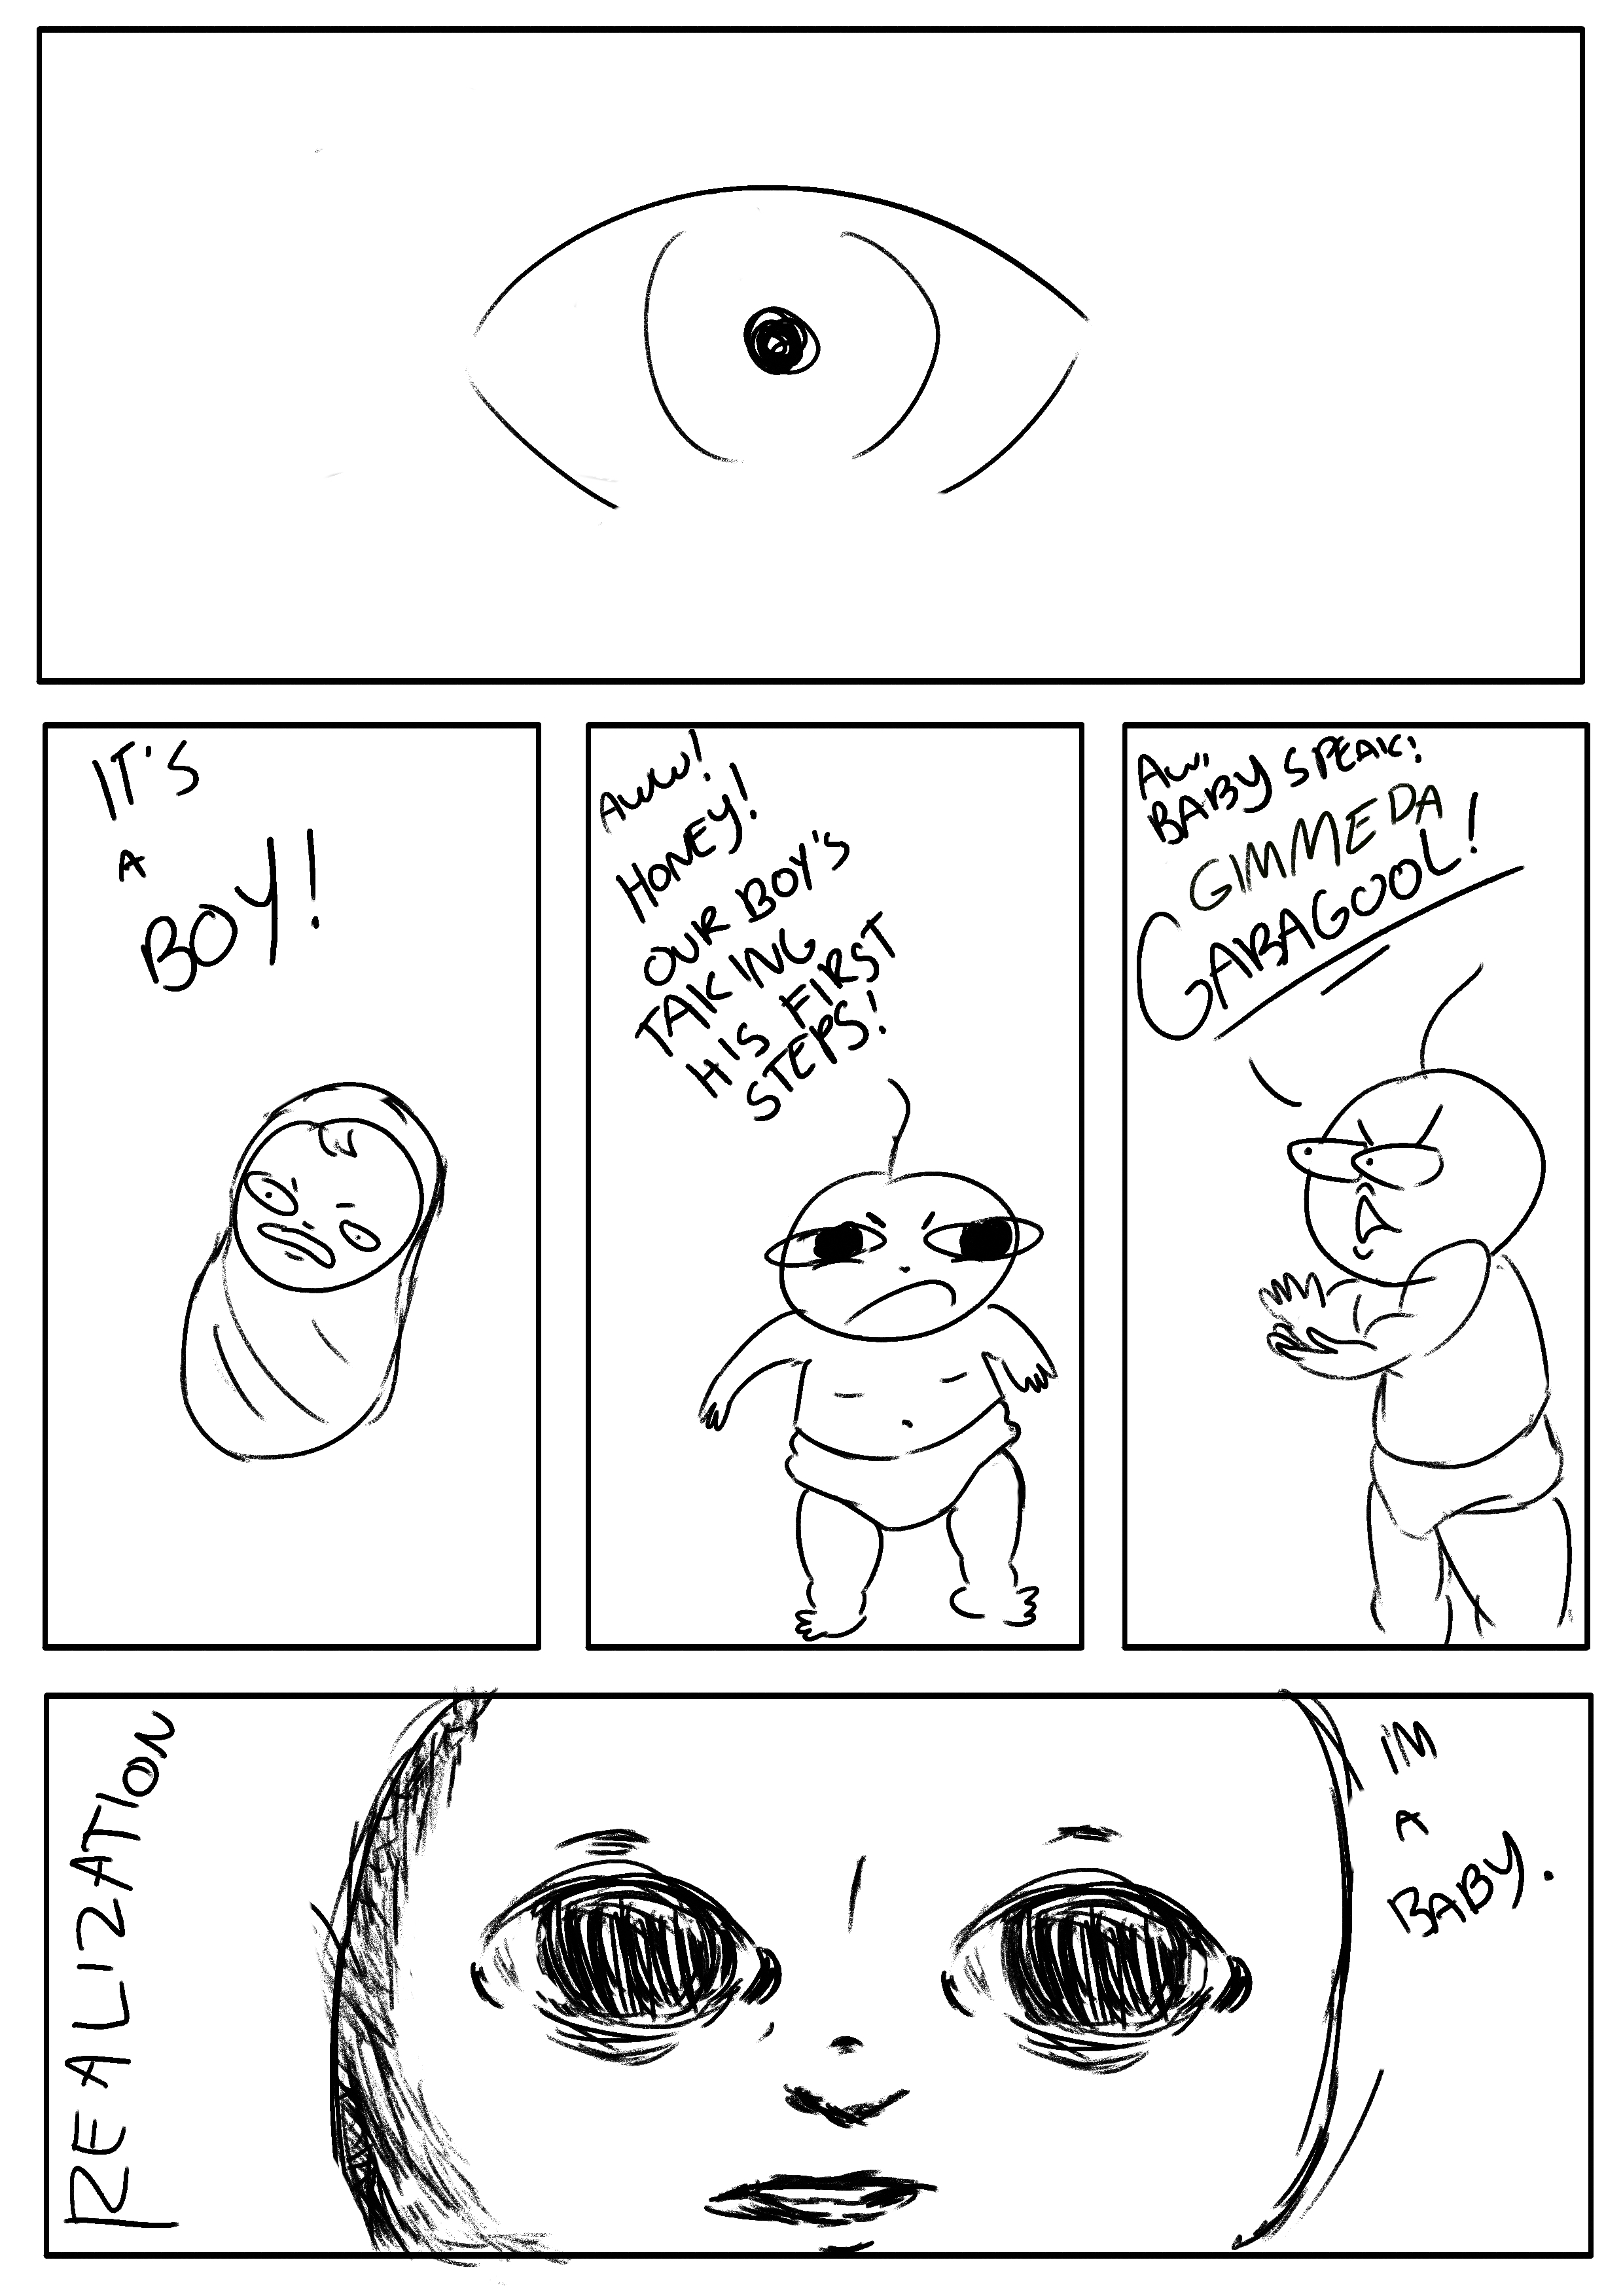 IT'S
A
BOY!
AWW!
HONEY!
OUR BOY'S
TAKING
HIS FIRST
STEPS!
AW,
BABY SPEAK!
GIMME DA
GABAGOOL!
REALIZATION
I'M
A
BABY.